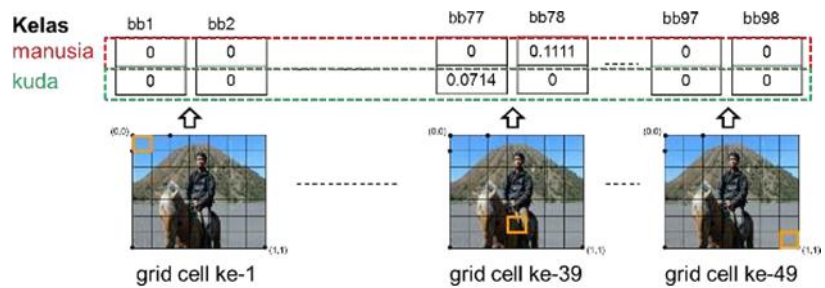 Kelas bb1 bb2 bb77 bb78 bb97 bb98
manusia 0 0 0 0.1111 0 0
kuda 0 0 0.0714 0 0 0
(0,0) (0,0) (0,0)
(1,1) (1,1) (1,1)
grid cell ke-1 grid cell ke-39 grid cell ke-49